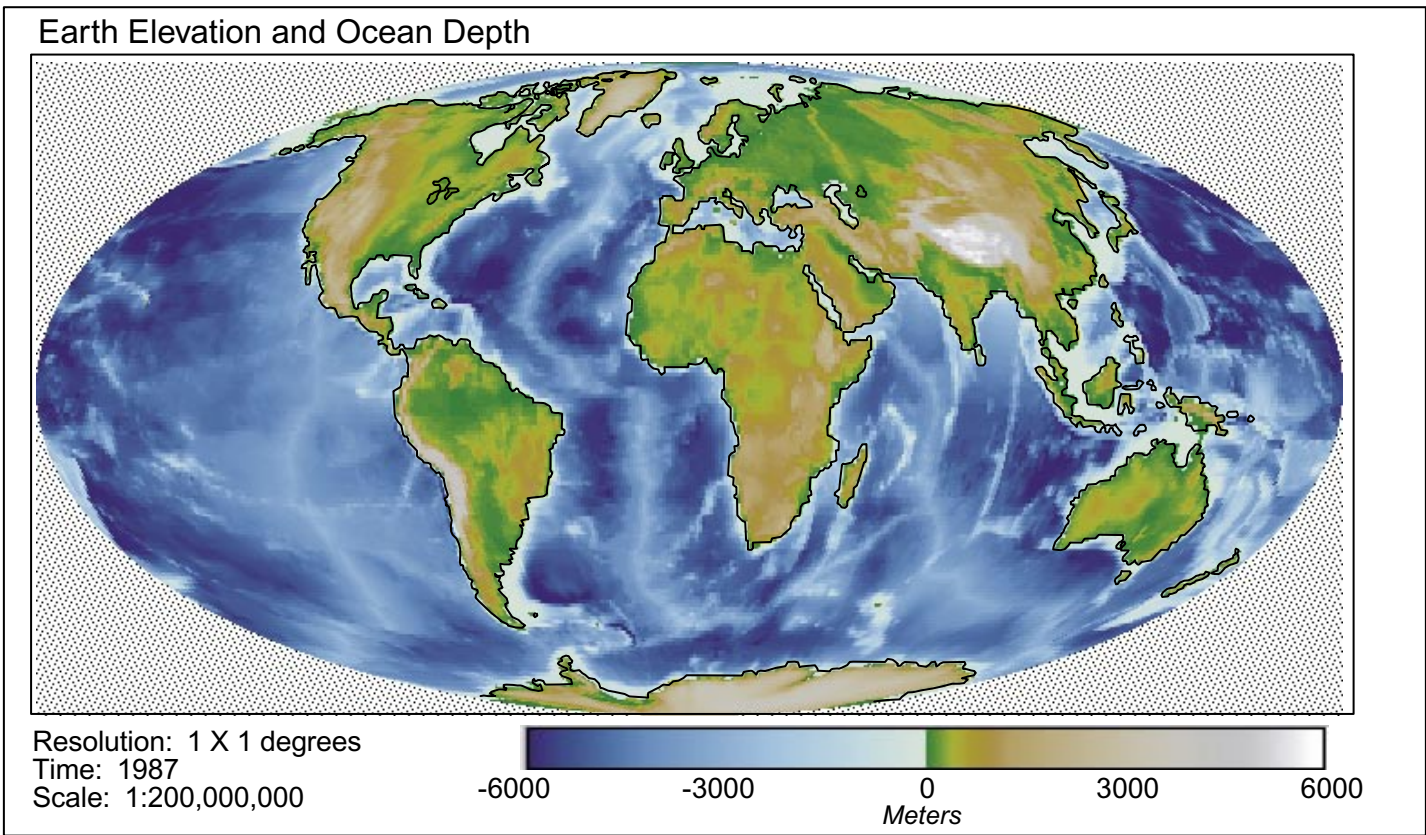 Earth Elevation and Ocean Depth
Resolution: 1 X 1 degrees
Time: 1987
Scale: 1:200,000,000
-6000 -3000 0 3000 6000
Meters